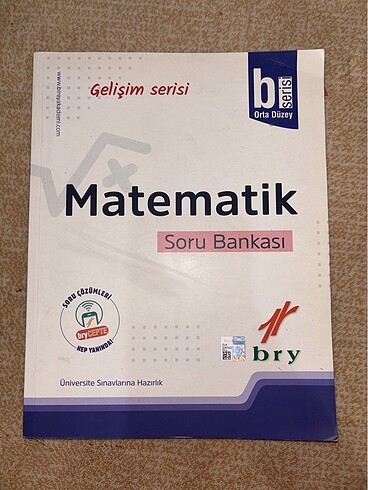 Gelişim serisi
b serisi
Orta Düzey
www.bireyakademi.com
√x
Matematik
Soru Bankası
SORU ÇÖZÜMLERİ
bryCEPTE
HEP YANINDA!
bry
Üniversite Sınavlarına Hazırlık